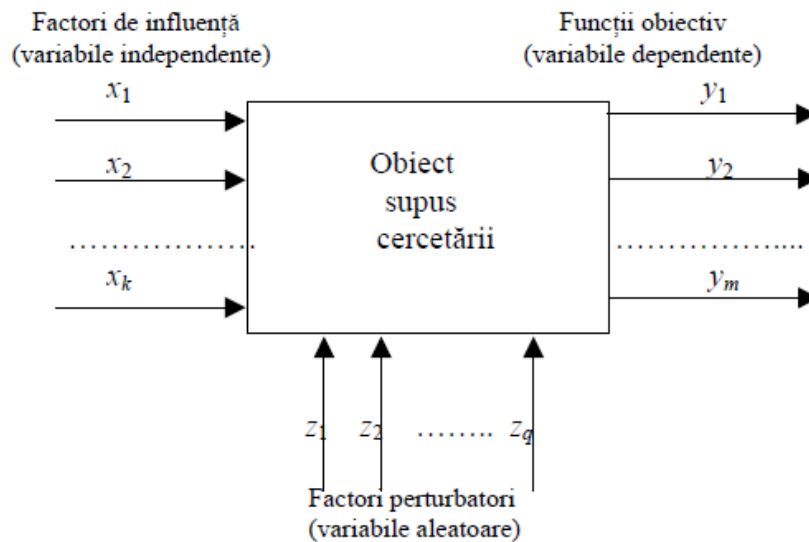 Factori de influență
(variabile independente)
Funcții obiectiv
(variabile dependente)
x1
y1
x2
y2
Obiect
supus
cercetării
………………..
……………....
xk
ym
z1 z2 …….. zq
Factori perturbatori
(variabile aleatoare)